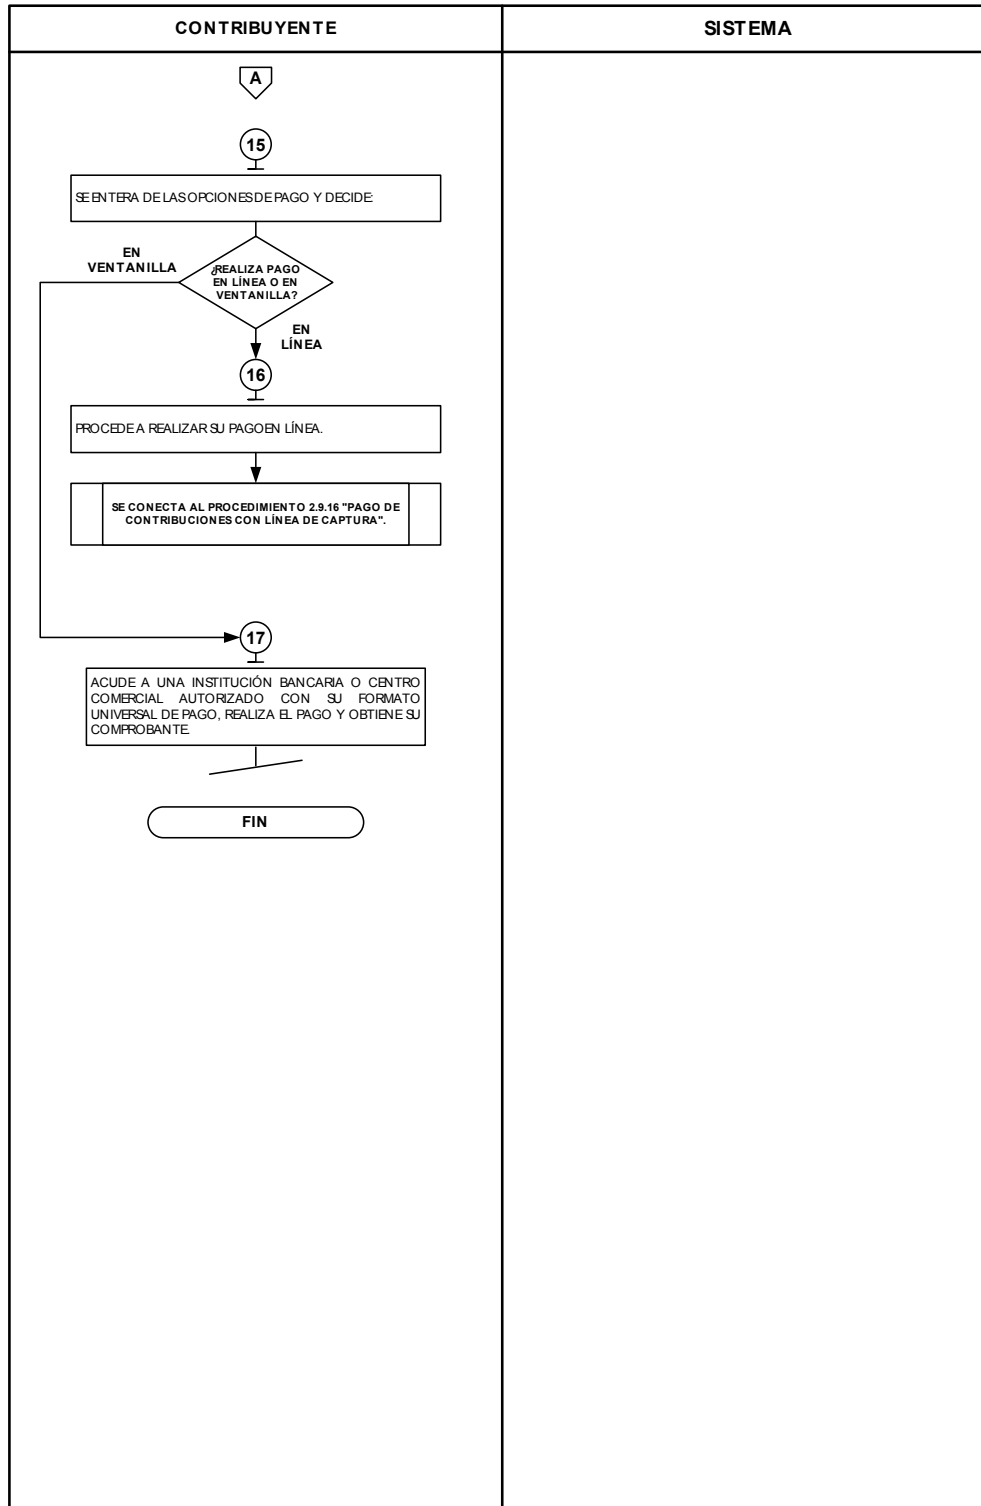 CONTRIBUYENTE
SISTEMA
A
15
SE ENTERA DE LAS OPCIONES DE PAGO Y DECIDE:
EN
VENTANILLA
¿REALIZA PAGO
EN LÍNEA O EN
VENTANILLA?
EN
LÍNEA
16
PROCEDE A REALIZAR SU PAGO EN LÍNEA.
SE CONECTA AL PROCEDIMIENTO 2.9.16 "PAGO DE
CONTRIBUCIONES CON LÍNEA DE CAPTURA".
17
ACUDE A UNA INSTITUCIÓN BANCARIA O CENTRO
COMERCIAL AUTORIZADO CON SU FORMATO
UNIVERSAL DE PAGO, REALIZA EL PAGO Y OBTIENE SU
COMPROBANTE.
FIN